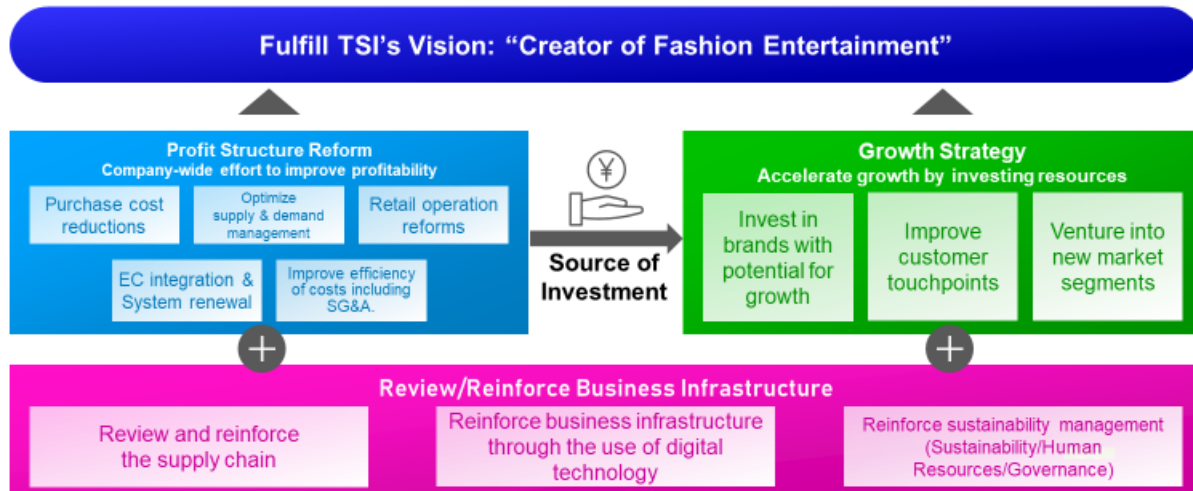 Fulfill TSI's Vision: “Creator of Fashion Entertainment”
Profit Structure Reform
Company-wide effort to improve profitability
Purchase cost
reductions
Optimize
supply & demand
management
Retail operation
reforms
EC integration &
System renewal
Improve efficiency
of costs including
SG&A.
¥
Source of
Investment
Growth Strategy
Accelerate growth by investing resources
Invest in
brands with
potential for
growth
Improve
customer
touchpoints
Venture into
new market
segments
+
+
Review/Reinforce Business Infrastructure
Review and reinforce
the supply chain
Reinforce business infrastructure
through the use of digital
technology
Reinforce sustainability management
(Sustainability/Human
Resources/Governance)